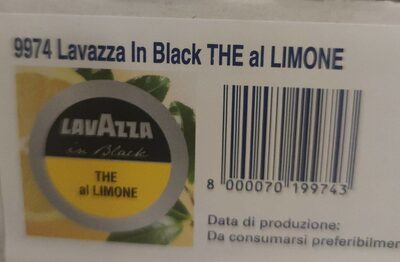 9974 Lavazza In Black THE al LIMONE
LAVAZZA
in Black
THE
al LIMONE
8 000070 199743
Data di produzione:
Da consumarsi